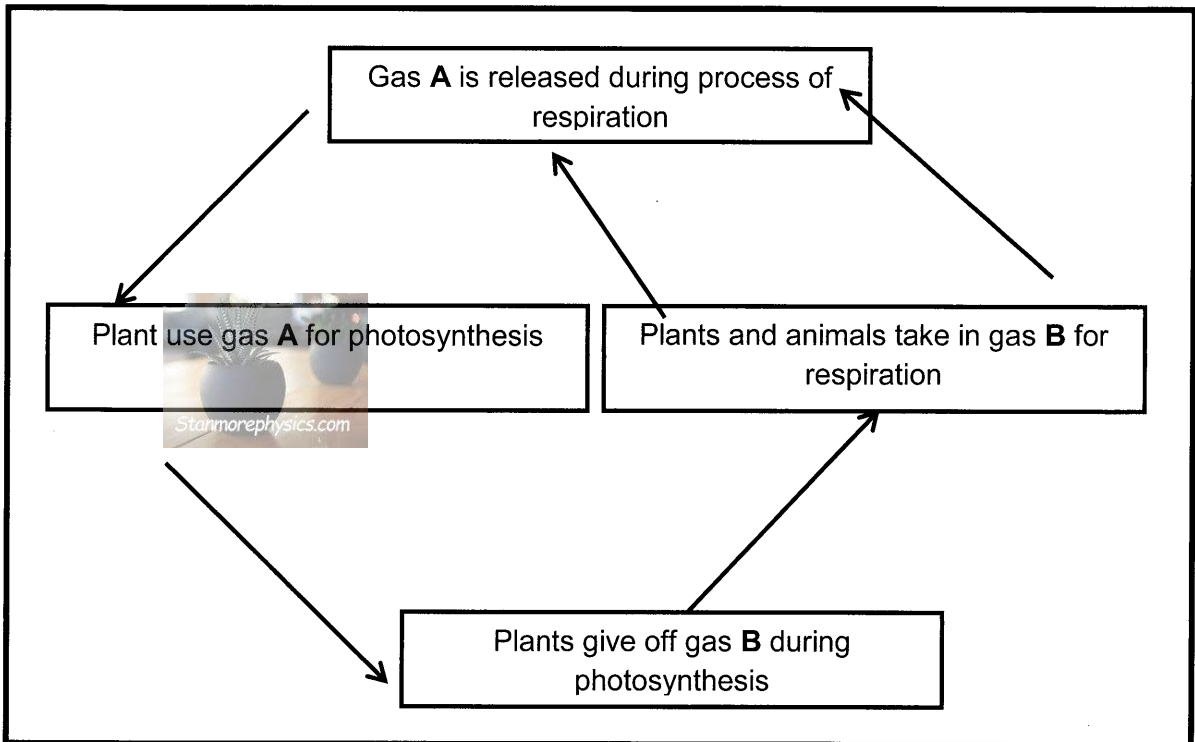 Gas A is released during process of
respiration
Plant use gas A for photosynthesis
Plants and animals take in gas B for
respiration
Stanmorephysics.com
Plants give off gas B during
photosynthesis